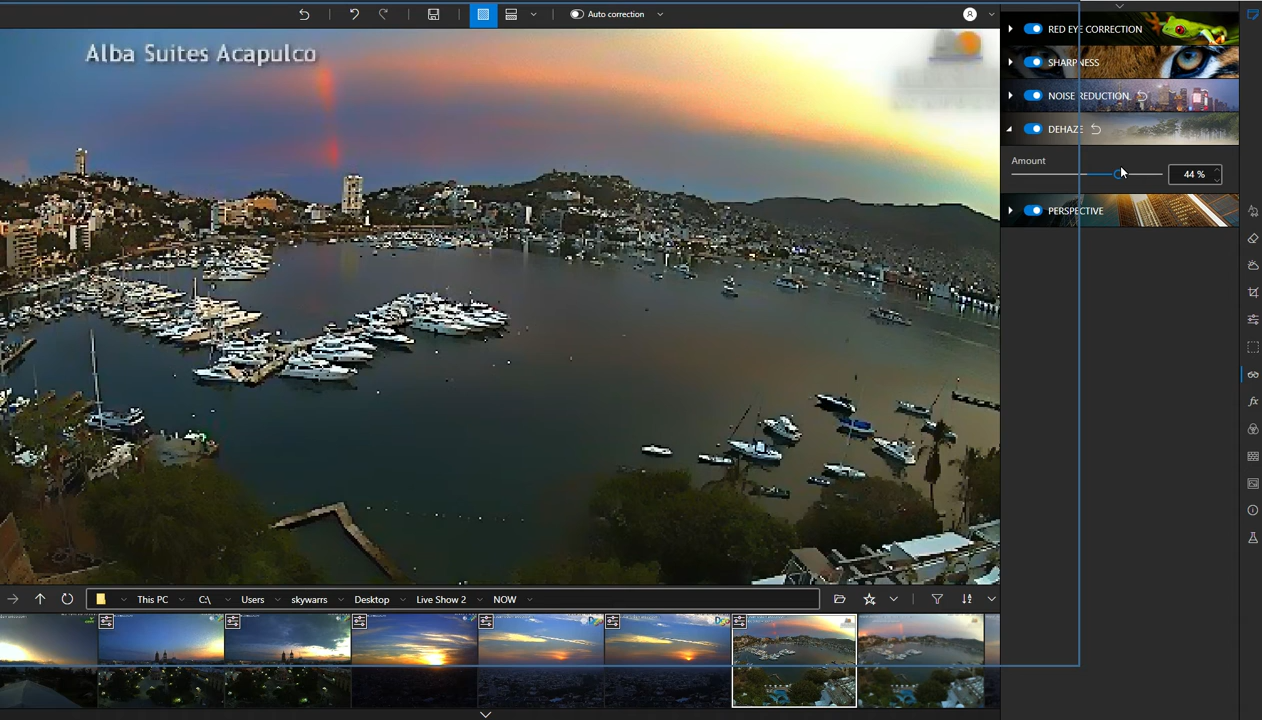 Auto correction
Alba Suites Acapulco
RED EYE CORRECTION
SHARPNESS
NOISE REDUCTION
DEHAZE
Amount
44 %
PERSPECTIVE
This PC
C:\
Users
skywarrs
Desktop
Live Show 2
NOW